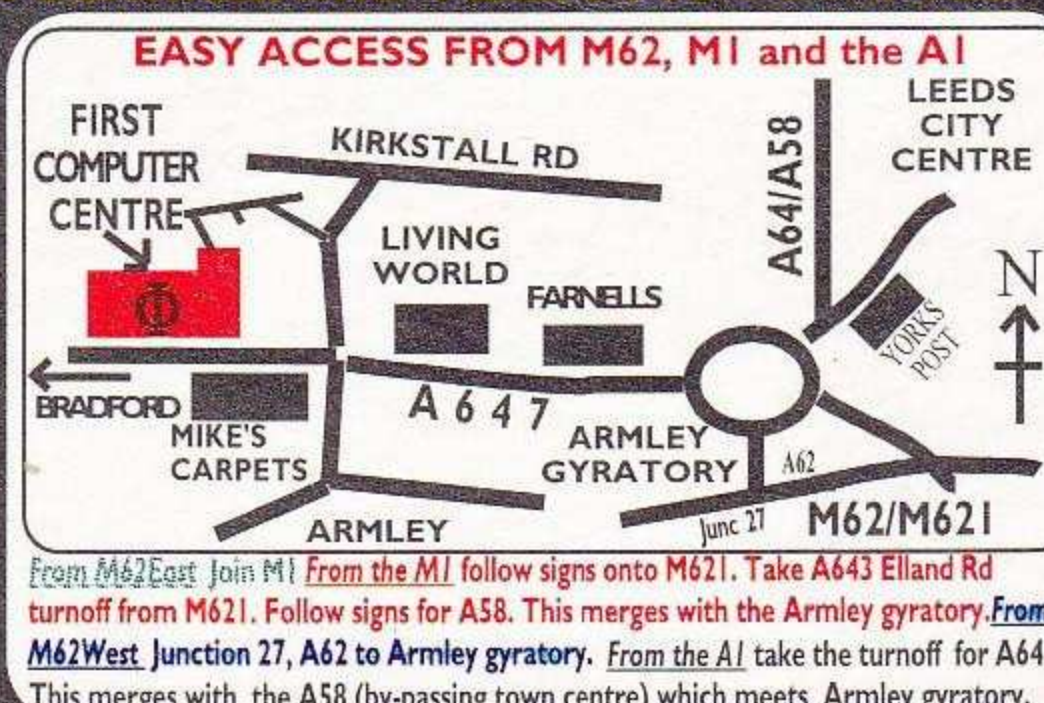 EASY ACCESS FROM M62, M1 and the A1
FIRST
COMPUTER
CENTRE
KIRKSTALL RD
A64/A58
LEEDS
CITY
CENTRE
LIVING
WORLD
FARNELLS
N
YORKS
POST
BRADFORD
MIKE'S
CARPETS
A 6 4 7
ARMLEY
GYRATORY
A62
Junc 27
M62/M621
ARMLEY
From M62East Join M1 From the M1 follow signs onto M621. Take A643 Elland Rd
turnoff from M621. Follow signs for A58. This merges with the Armley gyratory.From
M62West Junction 27, A62 to Armley gyratory. From the A1 take the turnoff for A64
This merges with the A58 (by-passing town centre) which meets Armley gyratory.